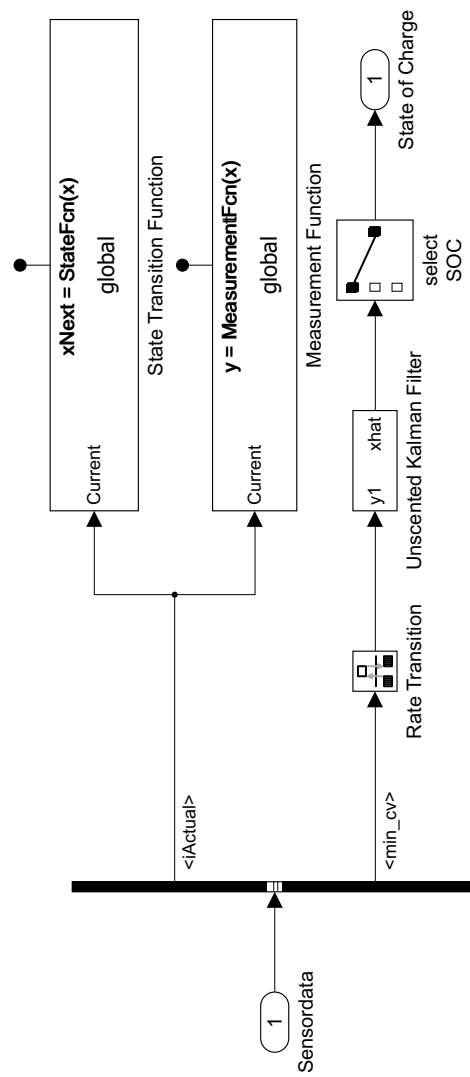 1
Sensordata
<iActual>
<min_cv>
xNext = StateFcn(x)
global
Current
State Transition Function
y = MeasurementFcn(x)
global
Current
Measurement Function
Rate Transition
y1
xhat
Unscented Kalman Filter
select
SOC
1
State of Charge